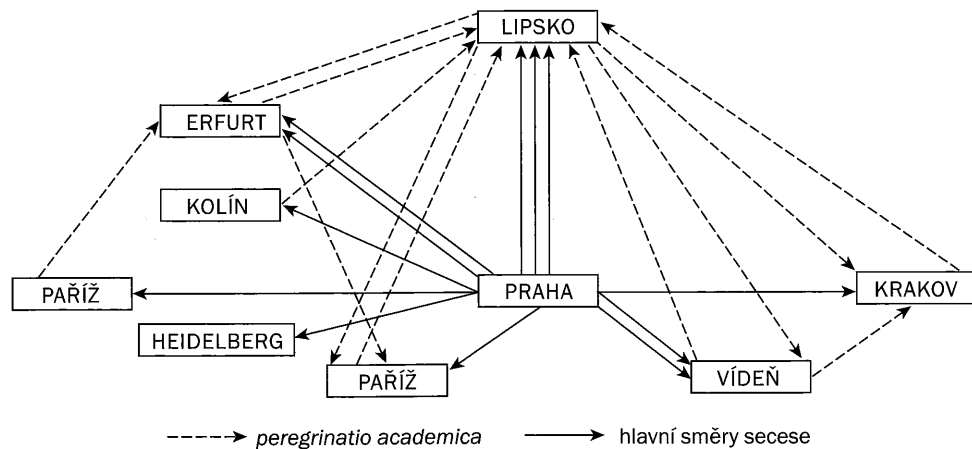 LIPSKO
ERFURT
KOLÍN
PAŘÍŽ
PRAHA
KRAKOV
HEIDELBERG
PAŘÍŽ
VÍDEŇ
peregrinatio academica
hlavní směry secese